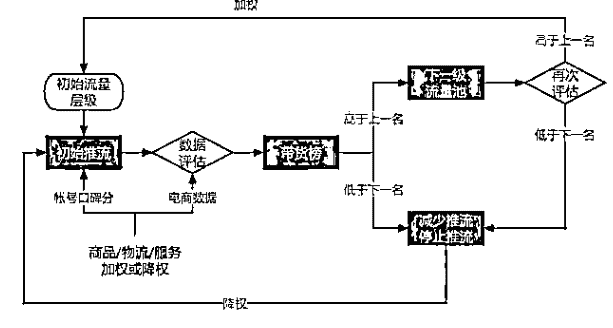 加权
高于上一名
初始流量
层级
下一级
流量池
再次
评估
高于上一名
低于下一名
初始推流
数据
评估
带货榜
帐号口碑分
电商数据
低于下一名
减少推流
停止推流
商品/物流/服务
加权或降权
降权